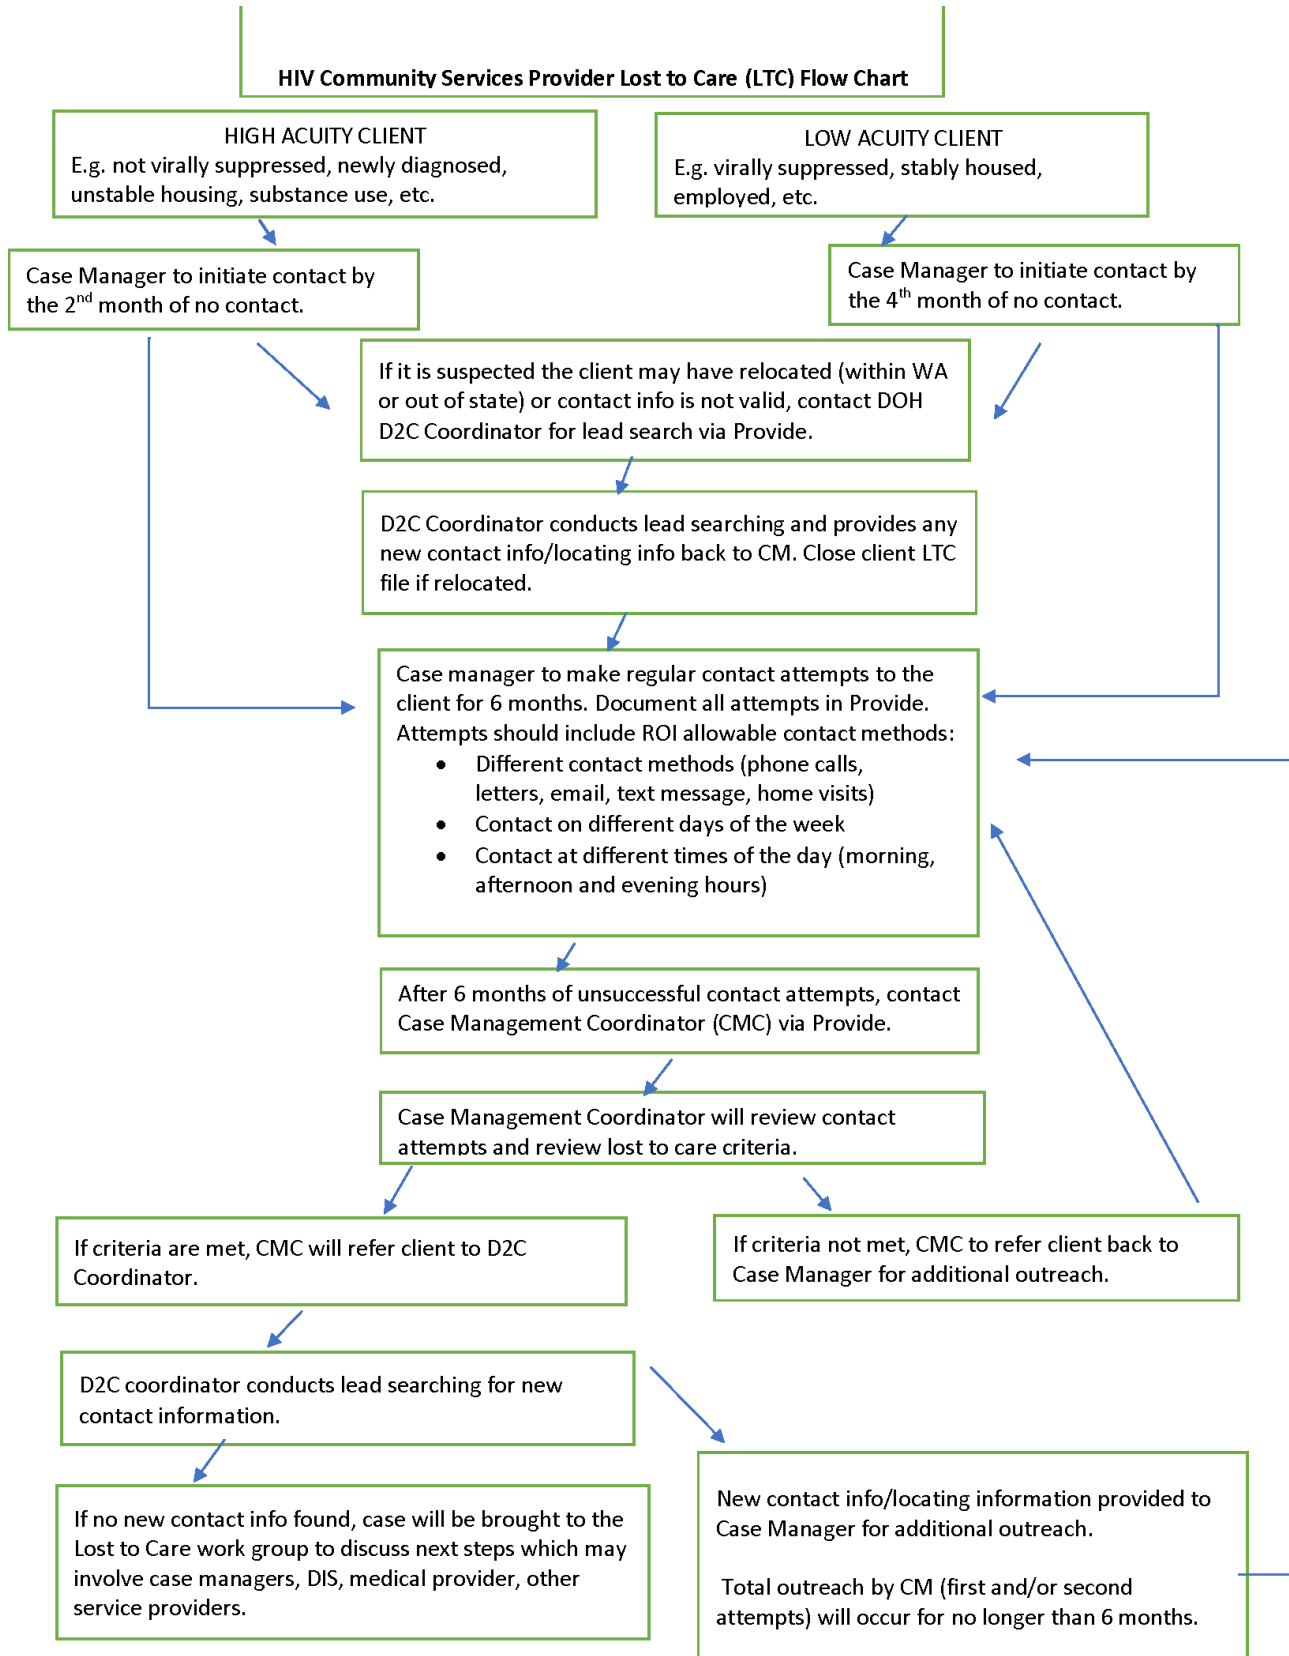 HIV Community Services Provider Lost to Care (LTC) Flow Chart
HIGH ACUITY CLIENT
E.g. not virally suppressed, newly diagnosed,
unstable housing, substance use, etc.
LOW ACUITY CLIENT
E.g. virally suppressed, stably housed,
employed, etc.
Case Manager to initiate contact by
the 2nd month of no contact.
Case Manager to initiate contact by
the 4th month of no contact.
If it is suspected the client may have relocated (within WA
or out of state) or contact info is not valid, contact DOH
D2C Coordinator for lead search via Provide.
D2C Coordinator conducts lead searching and provides any
new contact info/locating info back to CM. Close client LTC
file if relocated.
Case manager to make regular contact attempts to the
client for 6 months. Document all attempts in Provide.
Attempts should include ROI allowable contact methods:
• Different contact methods (phone calls,
letters, email, text message, home visits)
• Contact on different days of the week
• Contact at different times of the day (morning,
afternoon and evening hours)
After 6 months of unsuccessful contact attempts, contact
Case Management Coordinator (CMC) via Provide.
Case Management Coordinator will review contact
attempts and review lost to care criteria.
If criteria are met, CMC will refer client to D2C
Coordinator.
If criteria not met, CMC to refer client back to
Case Manager for additional outreach.
D2C coordinator conducts lead searching for new
contact information.
If no new contact info found, case will be brought to the
Lost to Care work group to discuss next steps which may
involve case managers, DIS, medical provider, other
service providers.
New contact info/locating information provided to
Case Manager for additional outreach.
Total outreach by CM (first and/or second
attempts) will occur for no longer than 6 months.